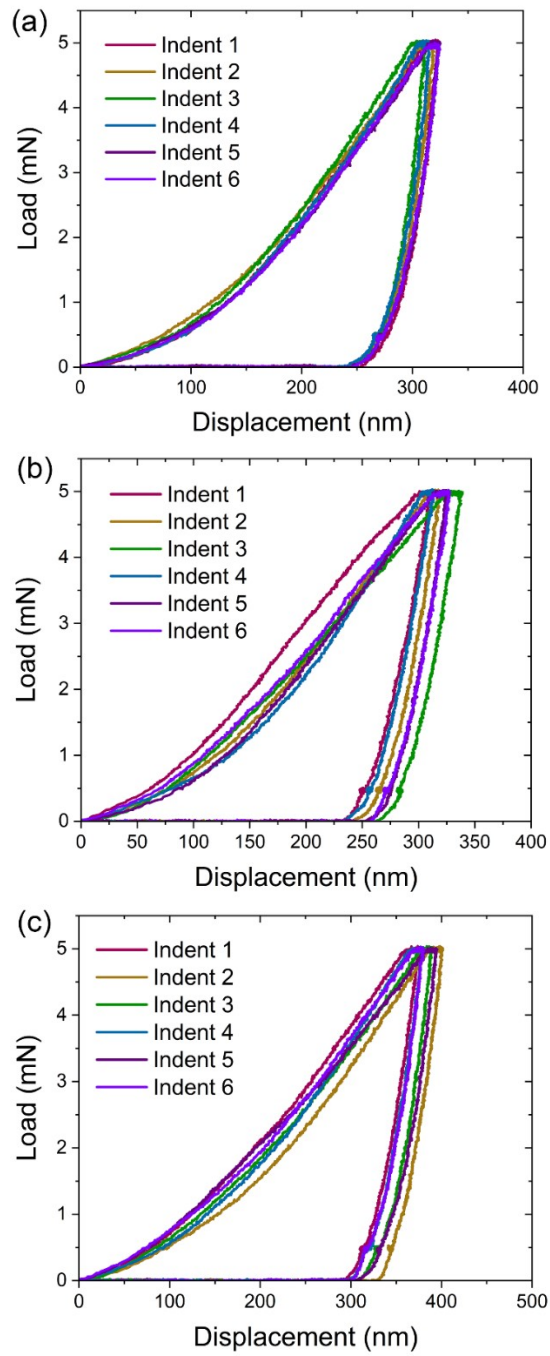 (a)
Indent 1
Indent 2
Indent 3
Indent 4
Indent 5
Indent 6
Load (mN)
5
4
3
2
1
0
0 100 200 300 400
Displacement (nm)
(b)
Indent 1
Indent 2
Indent 3
Indent 4
Indent 5
Indent 6
Load (mN)
5
4
3
2
1
0
0 50 100 150 200 250 300 350 400
Displacement (nm)
(c)
Indent 1
Indent 2
Indent 3
Indent 4
Indent 5
Indent 6
Load (mN)
5
4
3
2
1
0
0 100 200 300 400 500
Displacement (nm)